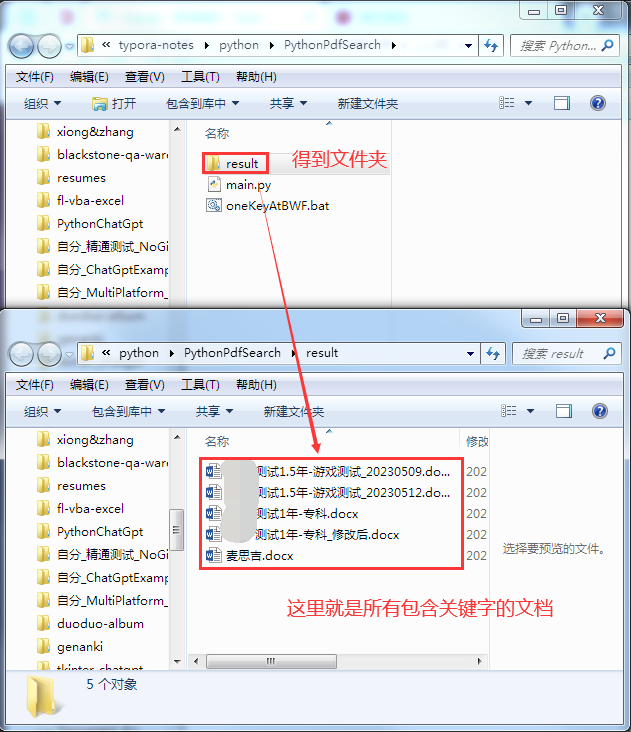 « typora-notes ▸ python ▸ PythonPdfSearch ▸
搜索 Python...
文件(F) 编辑(E) 查看(V) 工具(T) 帮助(H)
组织 打开 包含到库中 共享 新建文件夹
xiong&zhang
blackstone-qa-war
resumes
fl-vba-excel
PythonChatGpt
自分_精通测试_NoGi
自分_ChatGptExamp
自分_MultiPlatform_
名称
result
得到文件夹
main.py
oneKeyAtBWF.bat
« python ▸ PythonPdfSearch ▸ result
搜索 result
文件(F) 编辑(E) 查看(V) 工具(T) 帮助(H)
组织 包含到库中 共享 新建文件夹
xiong&zhang
blackstone-qa-war
resumes
fl-vba-excel
PythonChatGpt
自分_精通测试_NoGi
自分_ChatGptExamp
自分_MultiPlatform_
duoduo-album
genanki
tkinter-chatgpt
名称 修改
测试1.5年-游戏测试_20230509.do... 202
测试1.5年-游戏测试_20230512.do... 202
测试1年-专科.docx 202
测试1年-专科_修改后.docx 202
麦思言.docx 202
选择要预览的文件。
这里就是所有包含关键字的文档
5 个对象